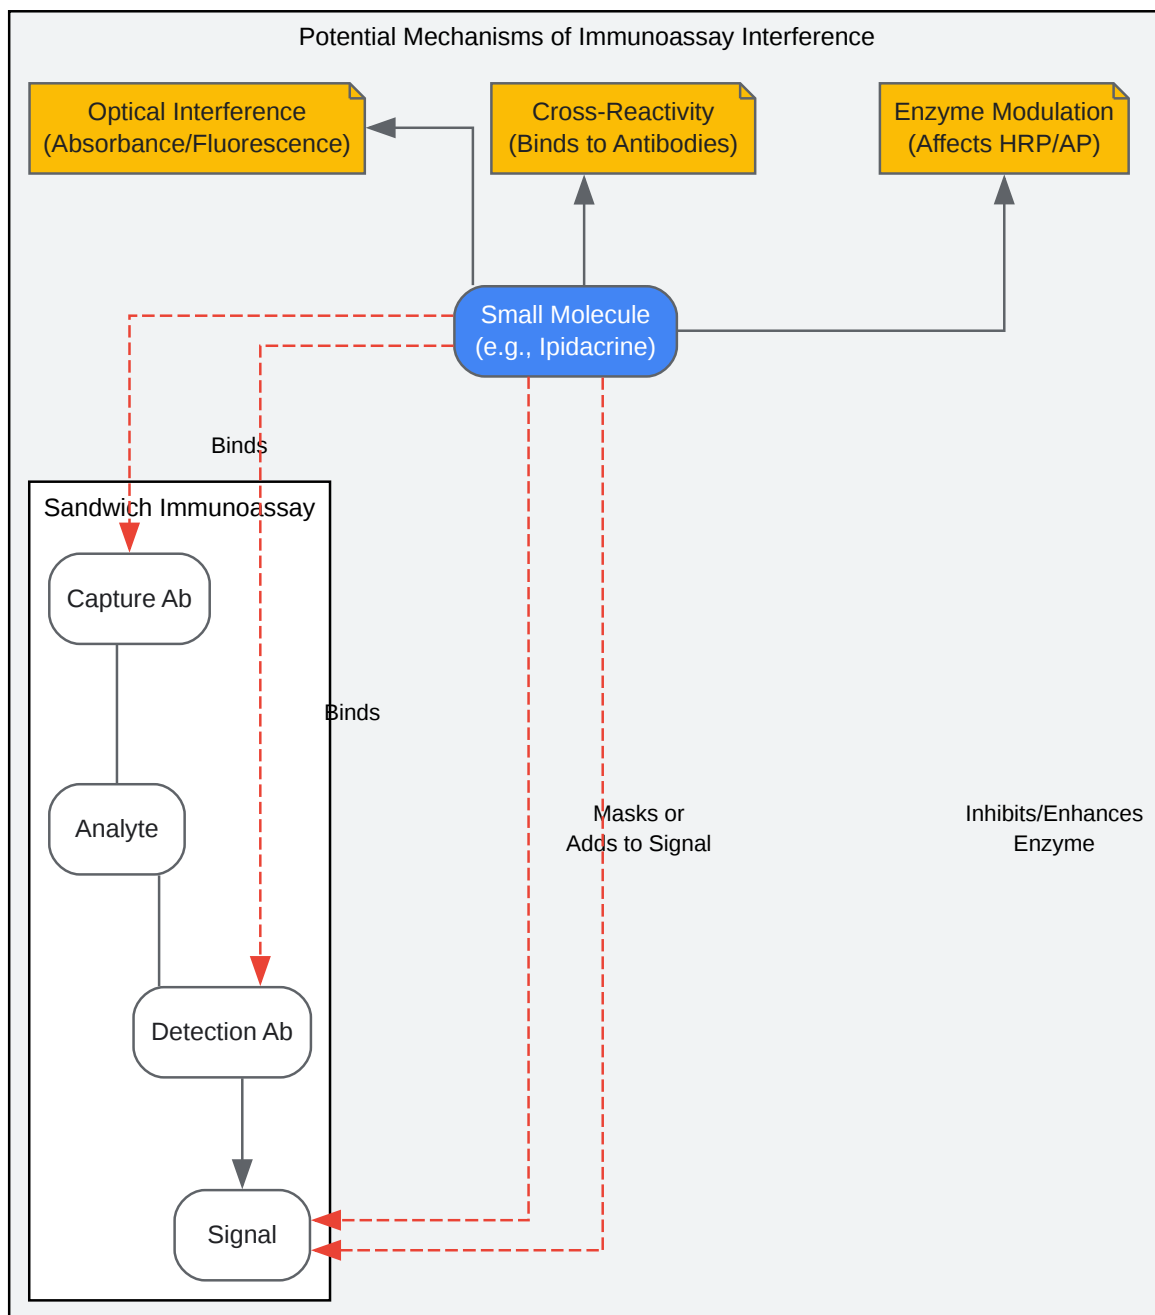 Potential Mechanisms of Immunoassay Interference
Optical Interference
(Absorbance/Fluorescence)
Cross-Reactivity
(Binds to Antibodies)
Enzyme Modulation
(Affects HRP/AP)
Small Molecule
(e.g., Ipidacrine)
Binds
Sandwich Immunoassay
Capture Ab
Binds
Analyte
Masks or
Adds to Signal
Inhibits/Enhances
Enzyme
Detection Ab
Signal